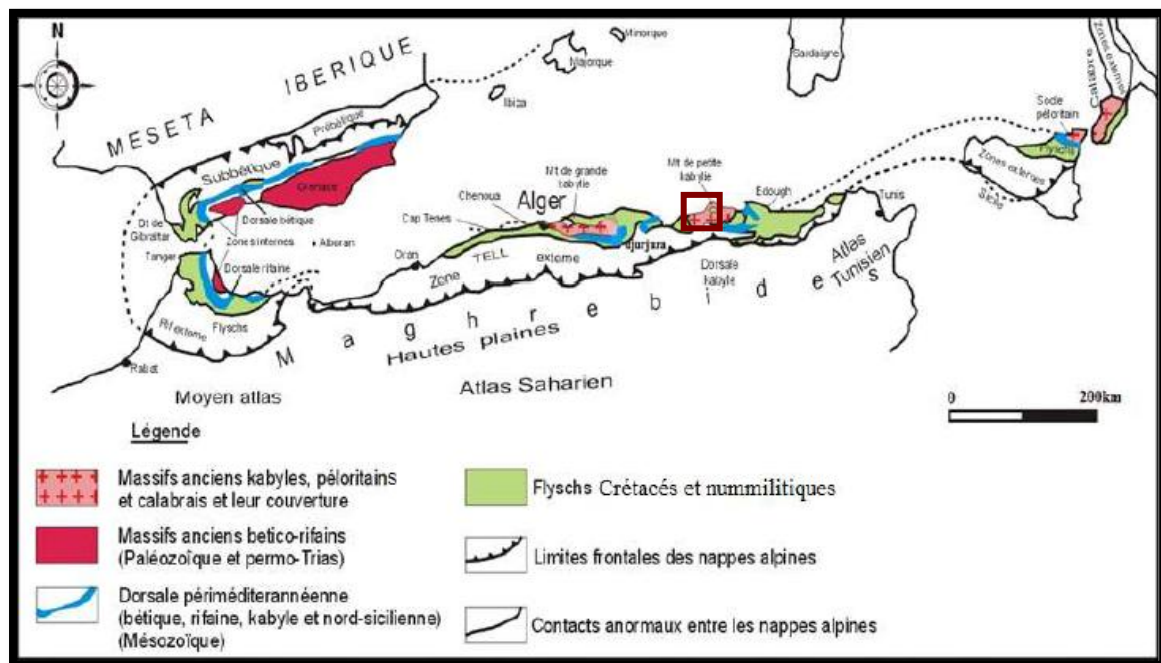 N
MESETA
IBERIQUE
Minorque
Majorque
Ibiza
Sardaigne
Zones externes
Calabre
Socle
péloritain
Flyschs
Zones externes
Sicile
Prébétique
Subbétique
Grenade
Dt de
Gibraltar
Dorsale bétique
Zones internes
Alboran
Tanger
Dorsale rifaine
Flyschs
Rif externe
Rabat
Mt de grande
kabylie
Mt de petite
kabylie
Chenoua
Alger
Cap Tenes
Edough
Tunis
Oran
djurjura
TELL
externe
Zone
Dorsale
kabyle
Atlas
Tunisien
s
M a g h r e b i d e
Hautes plaines
Atlas Saharien
Moyen atlas
0 200km
Légende
Massifs anciens kabyles, péloritains
et calabrais et leur couverture
Massifs anciens betico-rifains
(Paléozoïque et permo-Trias)
Dorsale périméditerannéenne
(bétique, rifaine, kabyle et nord-sicilienne)
(Mésozoïque)
Flyschs Crétacés et nummilitiques
Limites frontales des nappes alpines
Contacts anormaux entre les nappes alpines